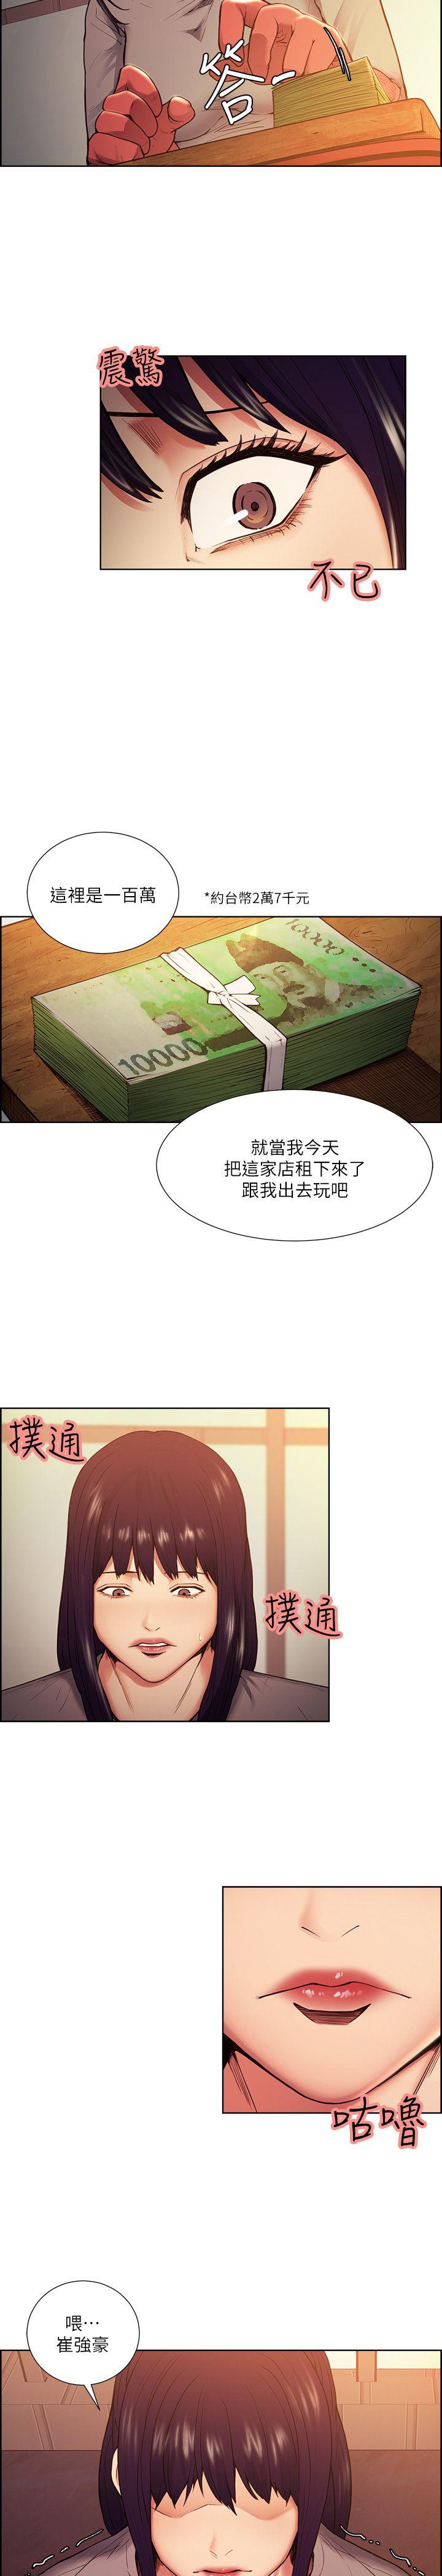 答-
震驚
不已
這裡是一百萬
*約台幣2萬7千元
10000
10000
就當我今天
把這家店租下來了
跟我出去玩吧
撲通
撲通
咕嚕
喂…
崔強豪